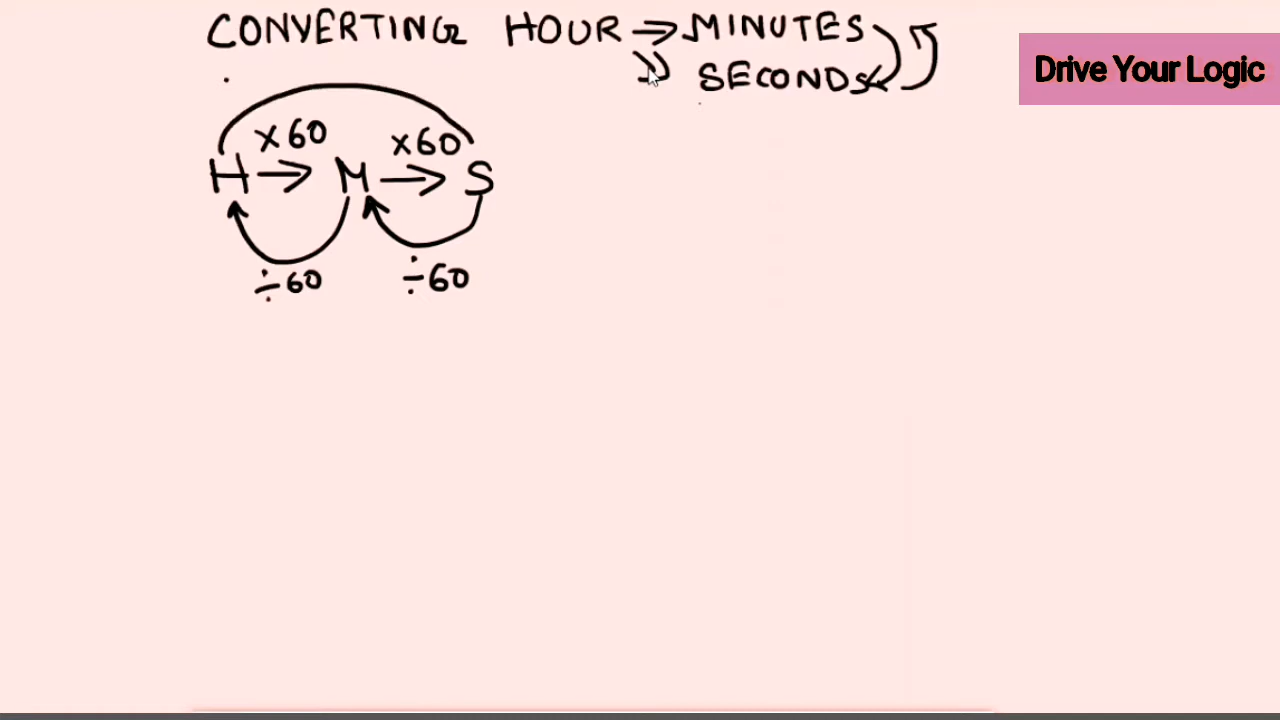 CONVERTING HOUR → MINUTES
SECONDS
Drive Your Logic
×60 ×60
H → M → S
÷60 ÷60